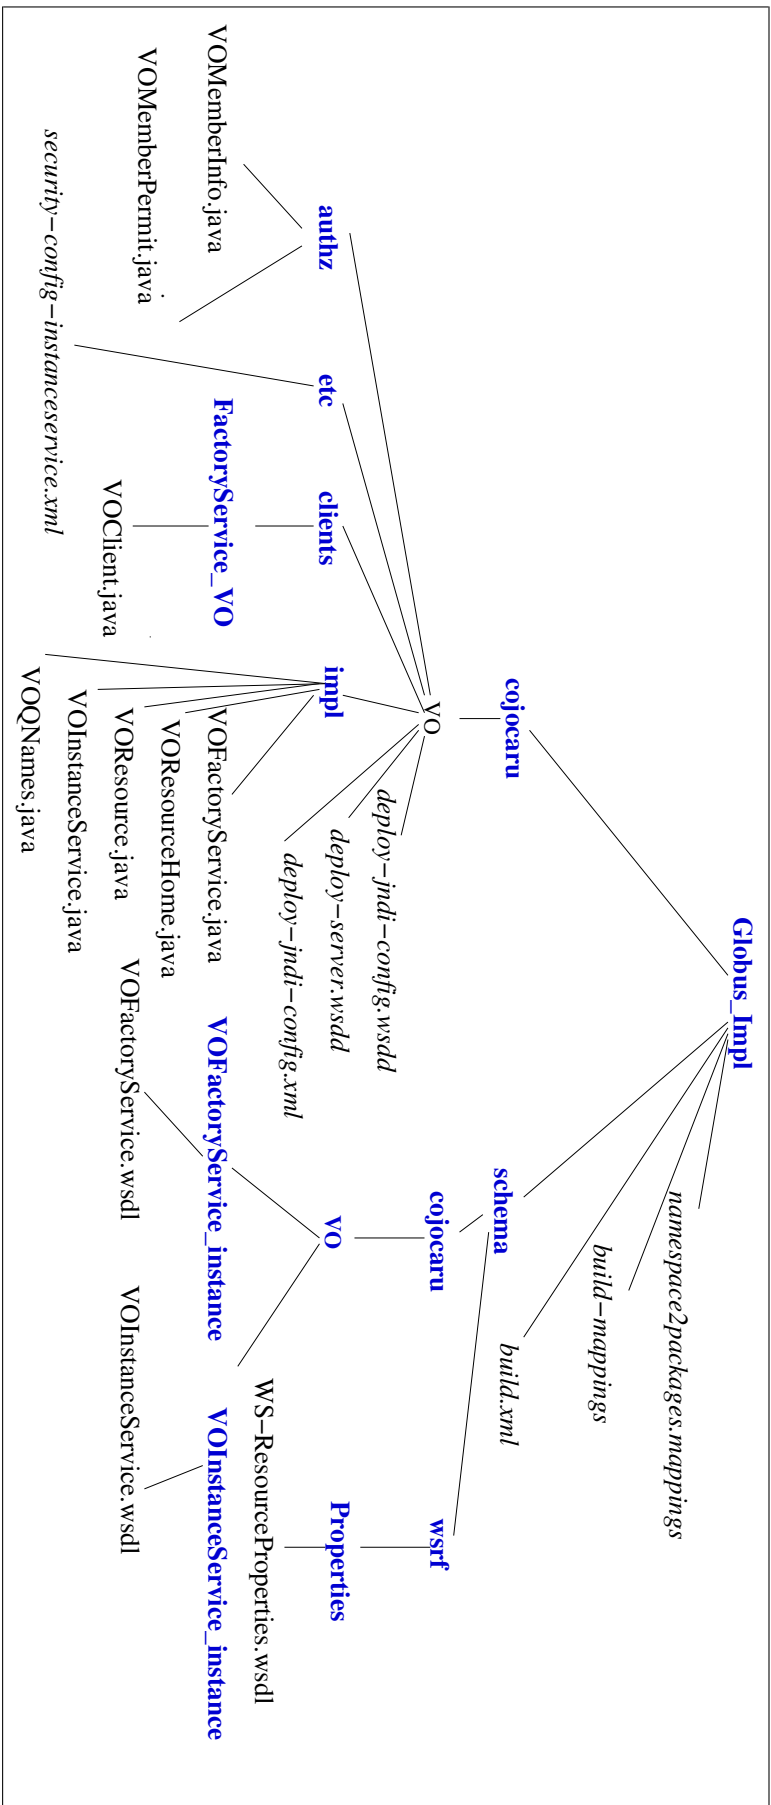 Globus_Impl
namespace2packages.mappings
build−mappings
build.xml
cojocaru
schema
VO
cojocaru
wsrf
deploy−jndi−config.wsdd
deploy−server.wsdd
deploy−jndi−config.xml
authz
etc
clients
impl
VO
Properties
VOMemberInfo.java
VOMemberPermit.java
security−config−instanceservice.xml
FactoryService_VO
VOClient.java
VOFactoryService.java
VOResourceHome.java
VOResource.java
VOInstanceService.java
VOQNames.java
WS−ResourceProperties.wsdl
VOFactoryService_instance
VOInstanceService_instance
VOFactoryService.wsdl
VOInstanceService.wsdl